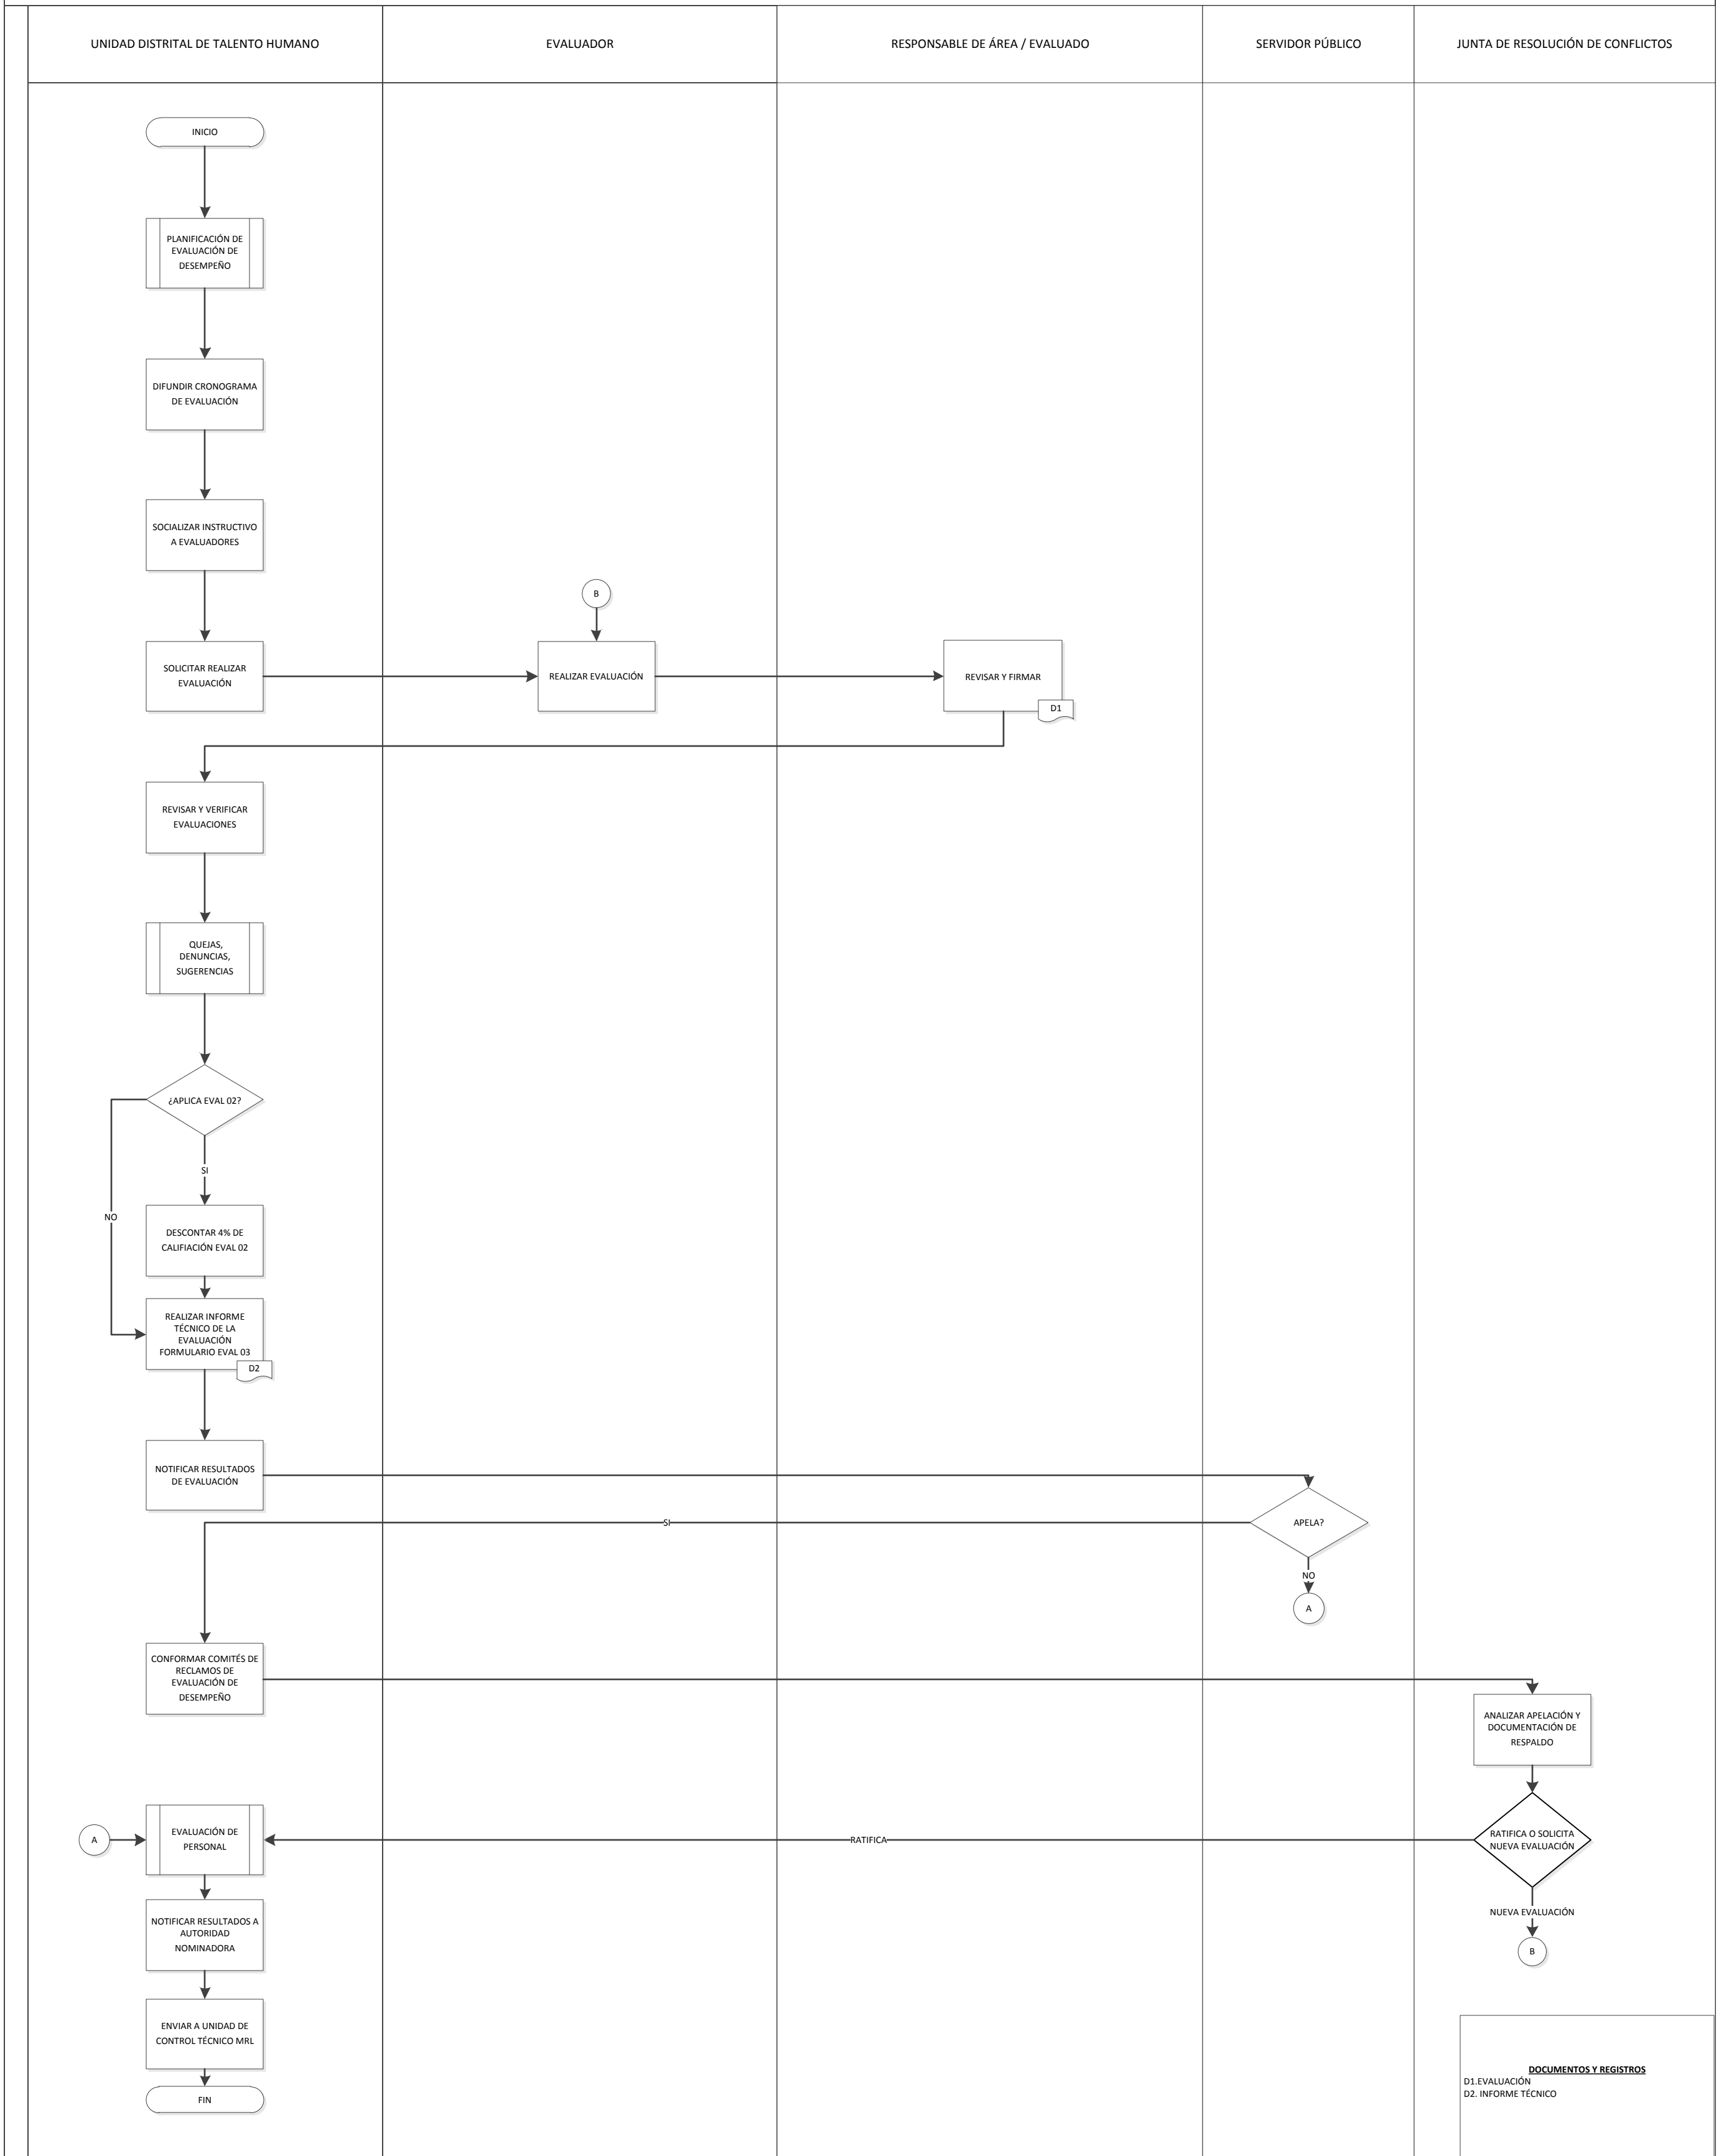 UNIDAD DISTRITAL DE TALENTO HUMANO
EVALUADOR
RESPONSABLE DE ÁREA / EVALUADO
SERVIDOR PÚBLICO
JUNTA DE RESOLUCIÓN DE CONFLICTOS
INICIO
PLANIFICACIÓN DE
EVALUACIÓN DE
DESEMPEÑO
DIFUNDIR CRONOGRAMA
DE EVALUACIÓN
SOCIALIZAR INSTRUCTIVO
A EVALUADORES
B
SOLICITAR REALIZAR
EVALUACIÓN
REALIZAR EVALUACIÓN
REVISAR Y FIRMAR
D1
REVISAR Y VERIFICAR
EVALUACIONES
QUEJAS,
DENUNCIAS,
SUGERENCIAS
¿APLICA EVAL 02?
SI
NO
DESCONTAR 4% DE
CALIFIACIÓN EVAL 02
REALIZAR INFORME
TÉCNICO DE LA
EVALUACIÓN
FORMULARIO EVAL 03
D2
NOTIFICAR RESULTADOS
DE EVALUACIÓN
APELA?
SI
NO
A
CONFORMAR COMITÉS DE
RECLAMOS DE
EVALUACIÓN DE
DESEMPEÑO
ANALIZAR APELACIÓN Y
DOCUMENTACIÓN DE
RESPALDO
A
EVALUACIÓN DE
PERSONAL
RATIFICA
RATIFICA O SOLICITA
NUEVA EVALUACIÓN
NUEVA EVALUACIÓN
B
NOTIFICAR RESULTADOS A
AUTORIDAD
NOMINADORA
ENVIAR A UNIDAD DE
CONTROL TÉCNICO MRL
FIN
DOCUMENTOS Y REGISTROS
D1.EVALUACIÓN
D2. INFORME TÉCNICO